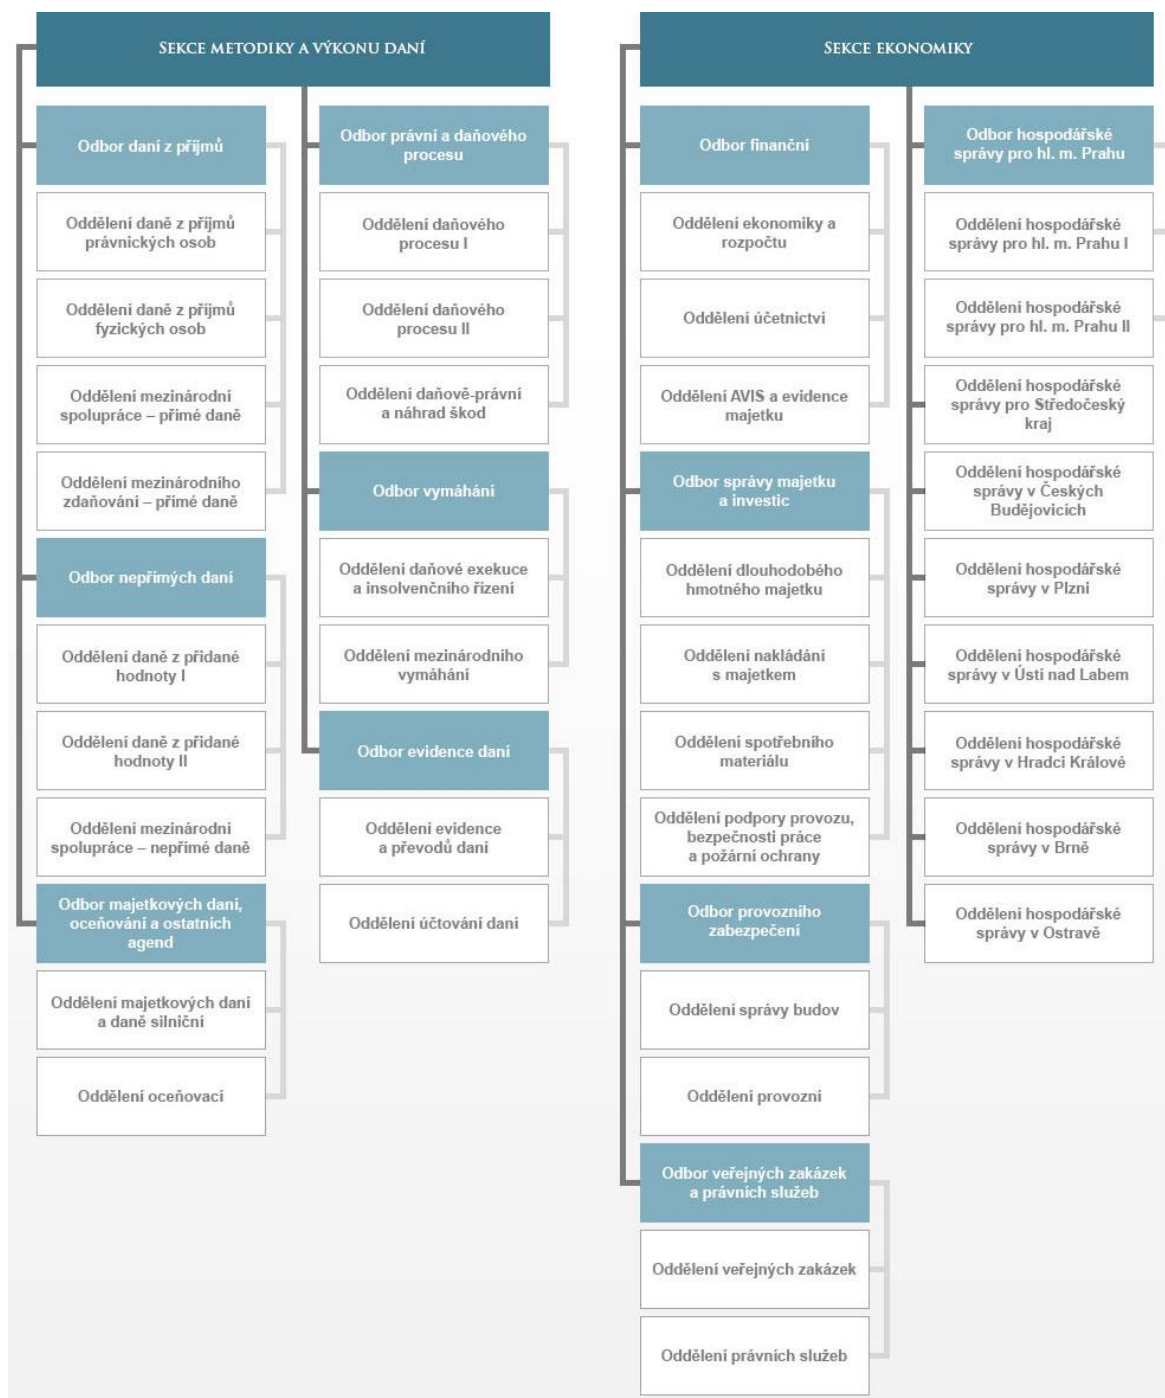 SEKCE METODIKY A VÝKONU DANÍ
Odbor daní z příjmů
Oddělení daně z příjmů
právnických osob
Oddělení daně z příjmů
fyzických osob
Oddělení mezinárodní
spolupráce – přímé daně
Oddělení mezinárodního
zdaňování – přímé daně
Odbor nepřímých daní
Oddělení daně z přidané
hodnoty I
Oddělení daně z přidané
hodnoty II
Oddělení mezinárodní
spolupráce – nepřímé daně
Odbor majetkových daní,
oceňování a ostatních
agend
Oddělení majetkových daní
a daně silniční
Oddělení oceňovací
Odbor právní a daňového
procesu
Oddělení daňového
procesu I
Oddělení daňového
procesu II
Oddělení daňově-právní
a náhrad škod
Odbor vymáhání
Oddělení daňové exekuce
a insolvenčního řízení
Oddělení mezinárodního
vymáhání
Odbor evidence daní
Oddělení evidence
a převodů daní
Oddělení účtování daní
SEKCE EKONOMIKY
Odbor finanční
Oddělení ekonomiky a
rozpočtu
Oddělení účetnictví
Oddělení AVIS a evidence
majetku
Odbor správy majetku
a investic
Oddělení dlouhodobého
hmotného majetku
Oddělení nakládání
s majetkem
Oddělení spotřebního
materiálu
Oddělení podpory provozu,
bezpečnosti práce
a požární ochrany
Odbor provozního
zabezpečení
Oddělení správy budov
Oddělení provozní
Odbor veřejných zakázek
a právních služeb
Oddělení veřejných zakázek
Oddělení právních služeb
Odbor hospodářské
správy pro hl. m. Prahu
Oddělení hospodářské
správy pro hl. m. Prahu I
Oddělení hospodářské
správy pro hl. m. Prahu II
Oddělení hospodářské
správy pro Středočeský
kraj
Oddělení hospodářské
správy v Českých
Budějovicích
Oddělení hospodářské
správy v Plzni
Oddělení hospodářské
správy v Ústí nad Labem
Oddělení hospodářské
správy v Hradci Králové
Oddělení hospodářské
správy v Brně
Oddělení hospodářské
správy v Ostravě